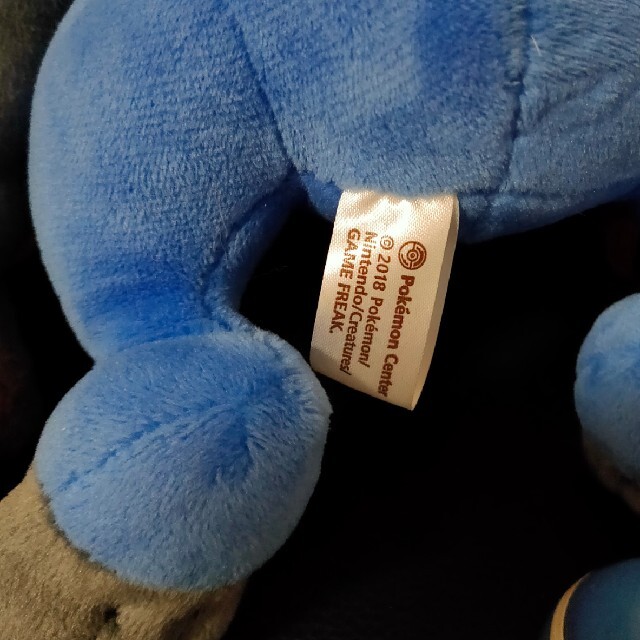 Pokémon Center
© 2018 Pokémon/
Nintendo/Creatures/
GAME FREAK.